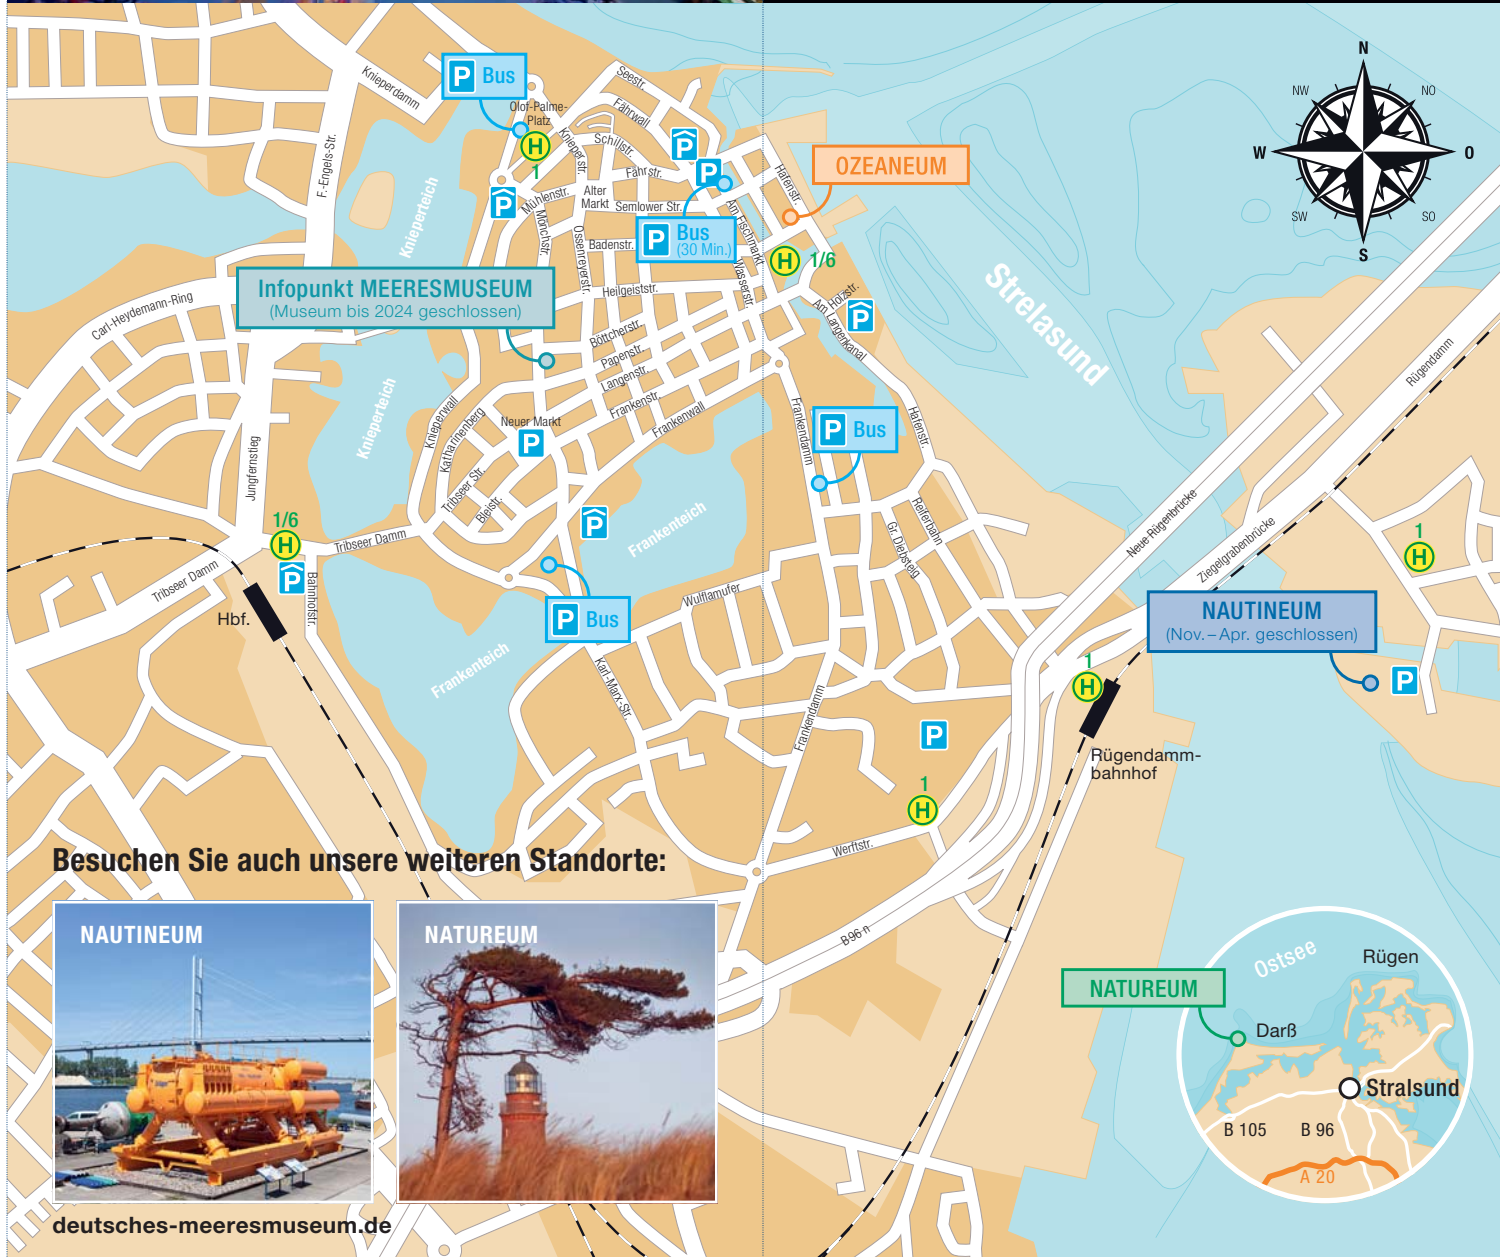 N
NO
O
SO
S
SW
W
NW
P Bus
Olof-Palme-
Platz
H
1
Knieperdamm
F.-Engels-Str.
Seestr.
Fährwall
Schillstr.
Knieperstr.
Fährstr.
P
P
P
Mühlenstr.
Alter
Markt
Semlower Str.
Mönchstr.
Ossenreyerstr.
Badenstr.
P Bus
(30 Min.)
Am Fischmarkt
Wasserstr.
Hafenstr.
OZEANEUM
H 1/6
Knieperteich
Infopunkt MEERESMUSEUM
(Museum bis 2024 geschlossen)
Carl-Heydemann-Ring
Heilgeiststr.
Böttcherstr.
Papenstr.
Langenstr.
Frankenstr.
Frankenwall
Am Langenkanal
Holzstr.
P
Strelasund
Knieperteich
Knieperwall
Katharinenberg
Neuer Markt
P
Tribseer Str.
Bleistr.
Jungfernstieg
Frankendamm
P Bus
Hafenstr.
Reiferbahn
Gr. Diebsteig
Rügendamm
Neue Rügenbrücke
Ziegelgrabenbrücke
1
H
1/6
H
P
Tribseer Damm
Tribseer Damm
Bahnhofstr.
Hbf.
P
Frankenteich
P Bus
Wulflamufer
Frankenteich
Karl-Marx-Str.
Frankendamm
NAUTINEUM
(Nov. – Apr. geschlossen)
P
1
H
Rügendamm-
bahnhof
P
1
H
Werftstr.
B96 n
Besuchen Sie auch unsere weiteren Standorte:
NAUTINEUM
NATUREUM
Ostsee
Rügen
NATUREUM
Darß
Stralsund
B 105
B 96
A 20
deutsches-meeresmuseum.de